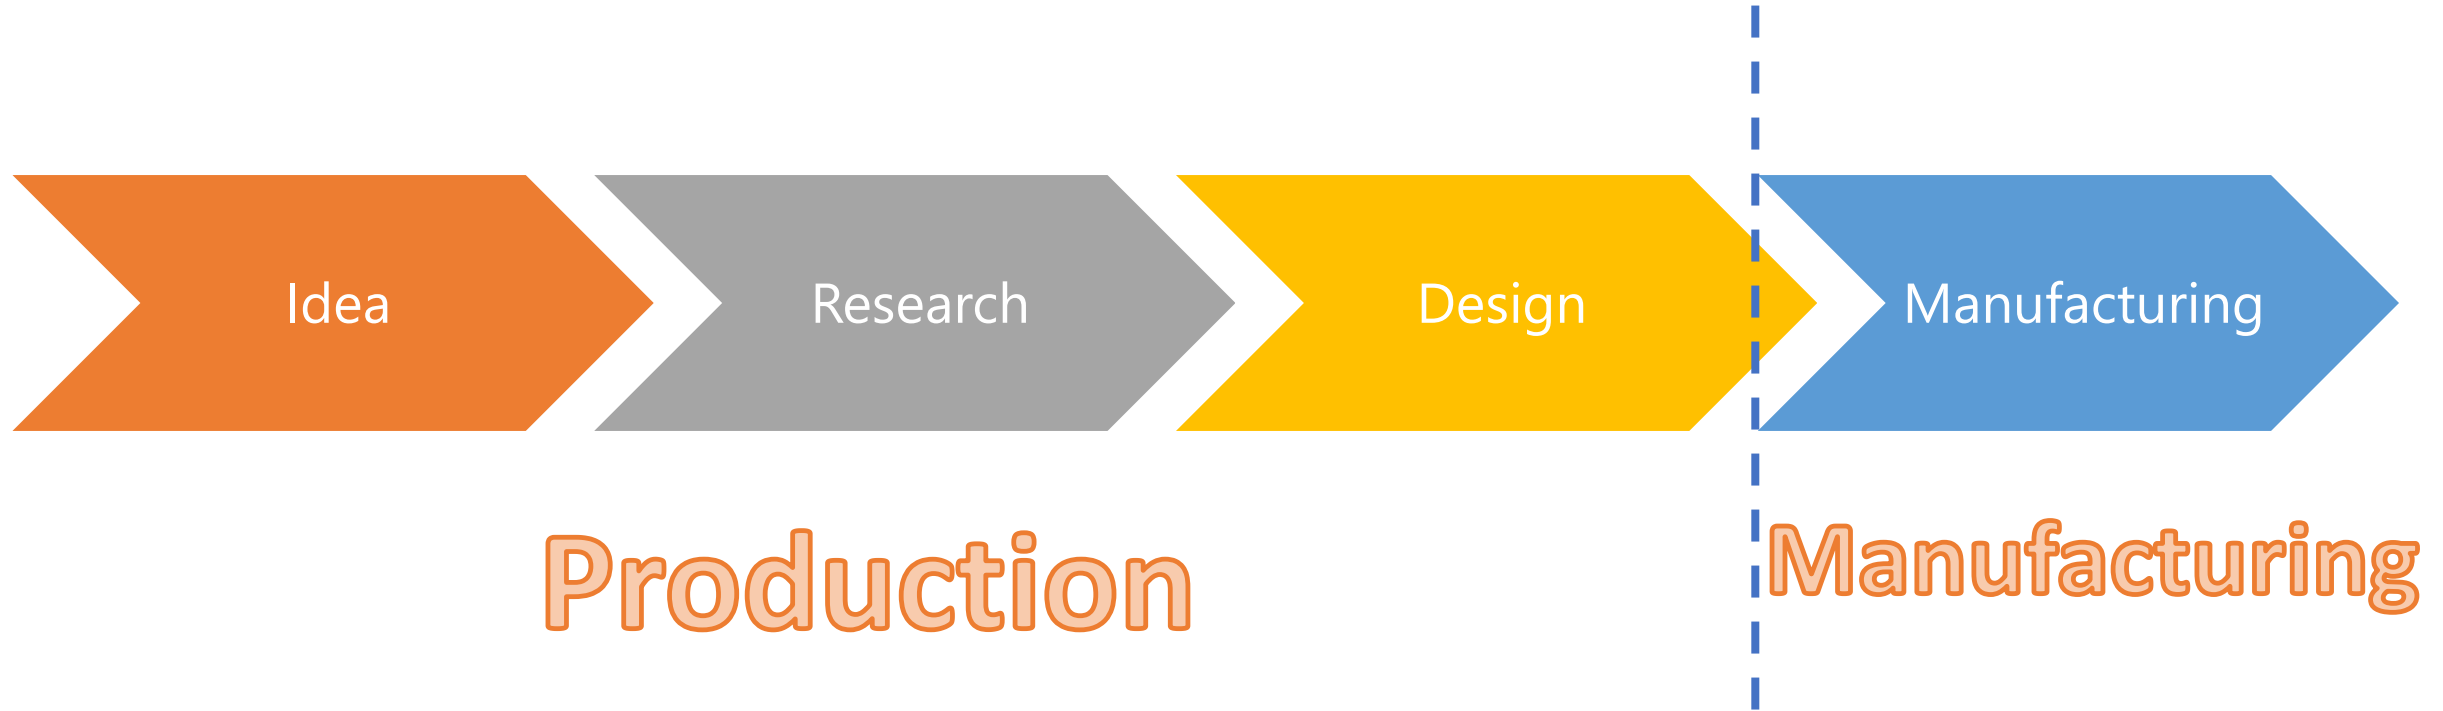 Idea
Research
Design
Manufacturing
Production
Manufacturing